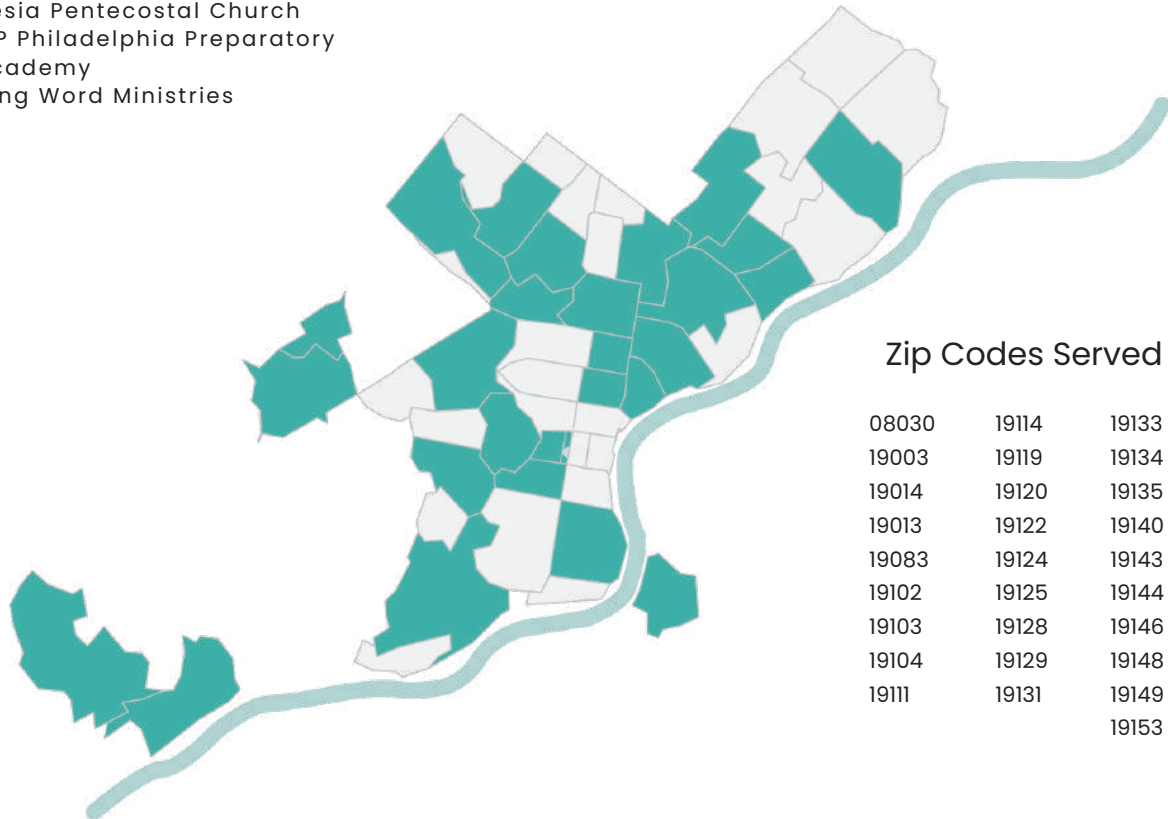 esia Pentecostal Church
P Philadelphia Preparatory
cademy
ng Word Ministries
Zip Codes Served
08030 19114 19133
19003 19119 19134
19014 19120 19135
19013 19122 19140
19083 19124 19143
19102 19125 19144
19103 19128 19146
19104 19129 19148
19111 19131 19149
19153